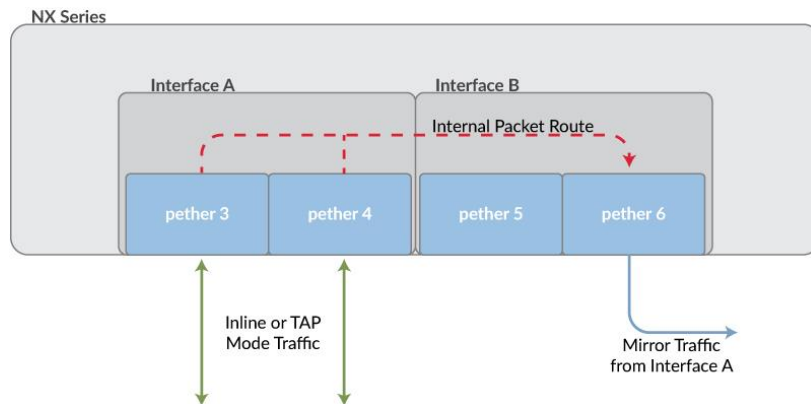 NX Series
Interface A
Interface B
Internal Packet Route
pether 3
pether 4
pether 5
pether 6
Inline or TAP
Mode Traffic
Mirror Traffic
from Interface A